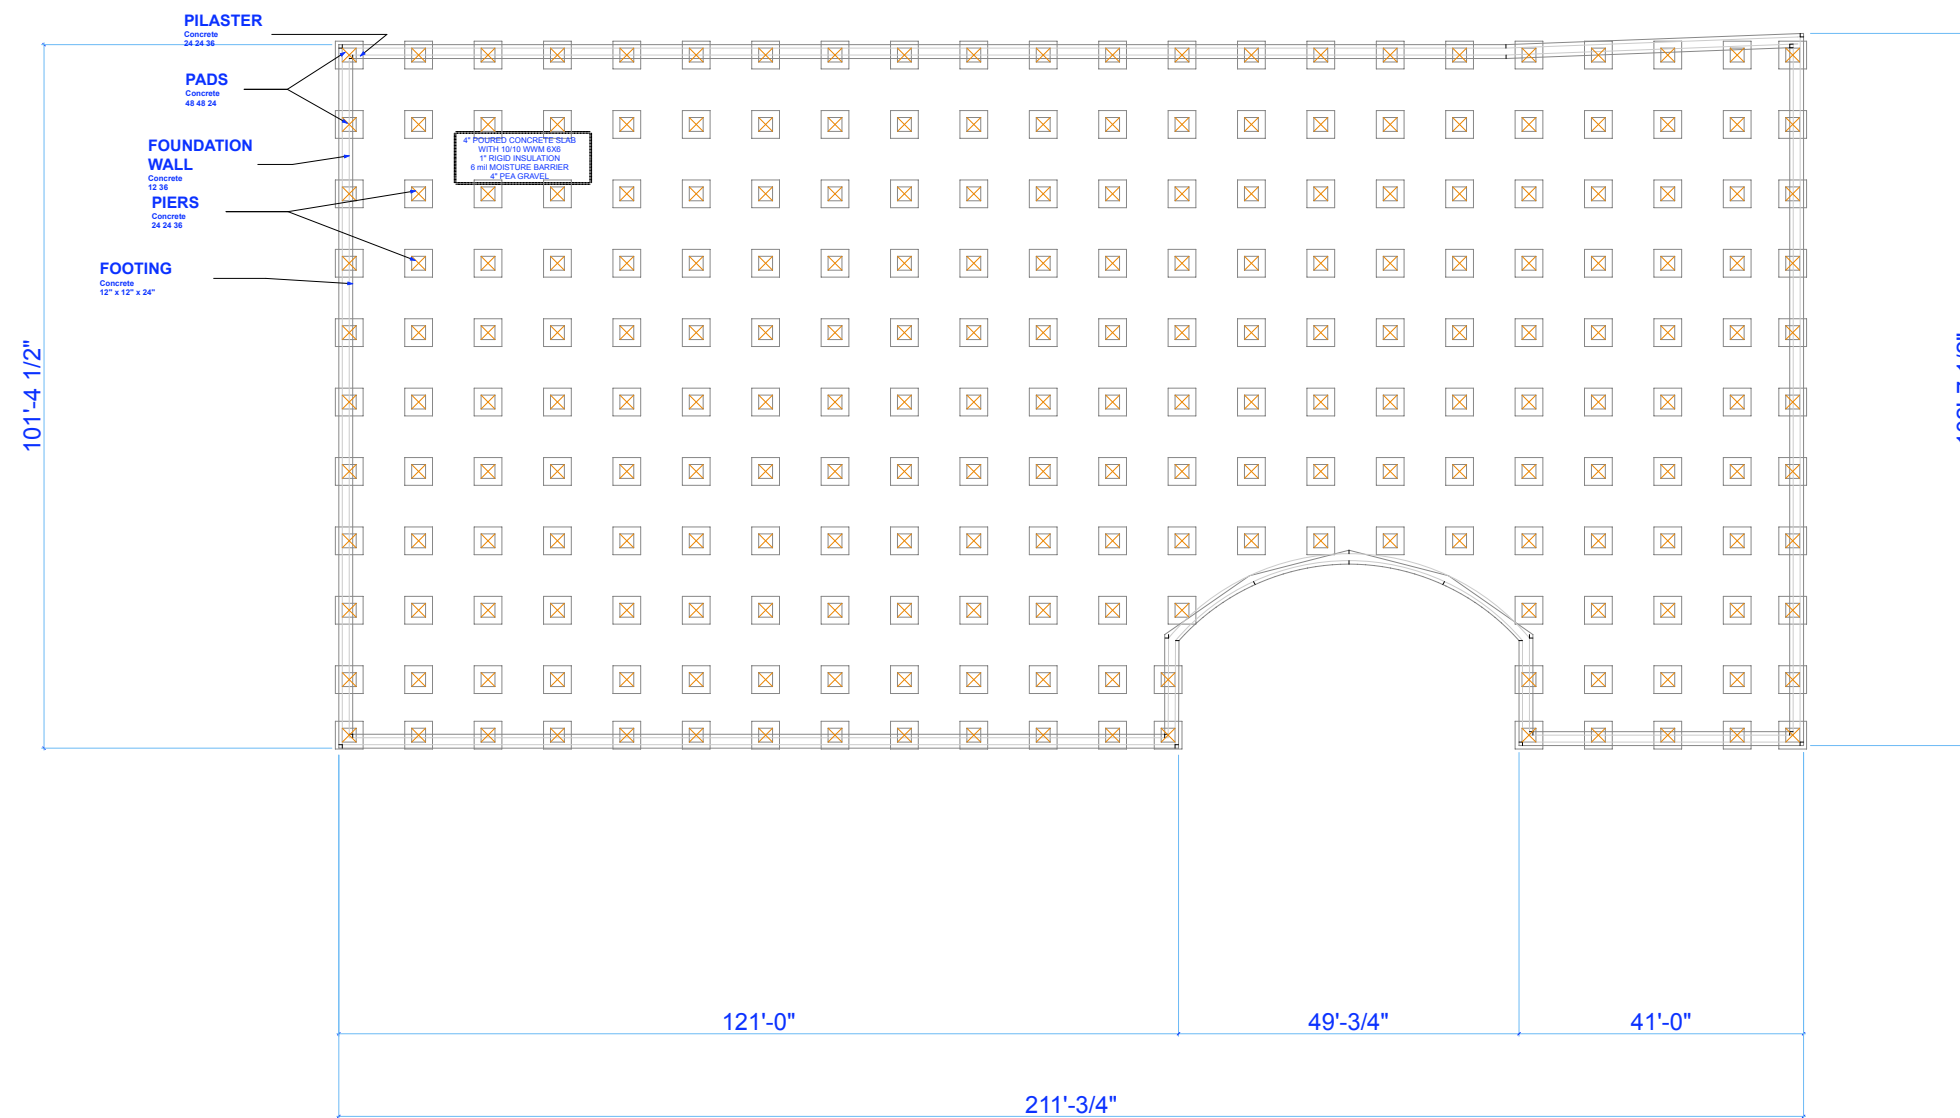 PILASTER
Concrete
24 24 36
PADS
Concrete
48 48 24
FOUNDATION
WALL
Concrete
12 36
PIERS
Concrete
24 24 36
FOOTING
Concrete
12" x 12" x 24"
4" POURED CONCRETE SLAB
WITH 10/10 WWM 6X6
1" RIGID INSULATION
6 mil MOISTURE BARRIER
4" PEA GRAVEL
101'-4 1/2"
121'-0"
49'-3/4"
41'-0"
211'-3/4"